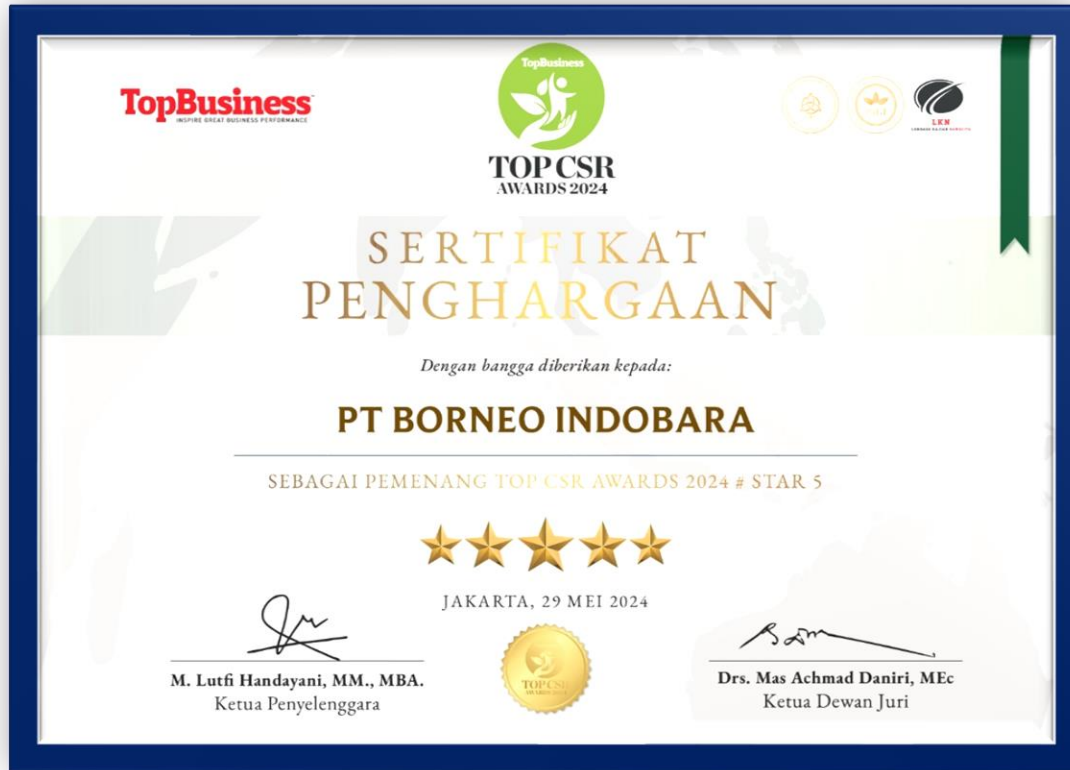 TopBusiness
INSPIRE GREAT BUSINESS PERFORMANCE
TopBusiness
TOP CSR
AWARDS 2024
LKN
SERTIFIKAT
PENGHARGAAN
Dengan bangga diberikan kepada:
PT BORNEO INDOBARA
SEBAGAI PEMENANG TOP CSR AWARDS 2024 # STAR 5
JAKARTA, 29 MEI 2024
TOP CSR
AWARDS 2024
M. Lutfi Handayani, MM., MBA.
Ketua Penyelenggara
Drs. Mas Achmad Daniri, MEc
Ketua Dewan Juri